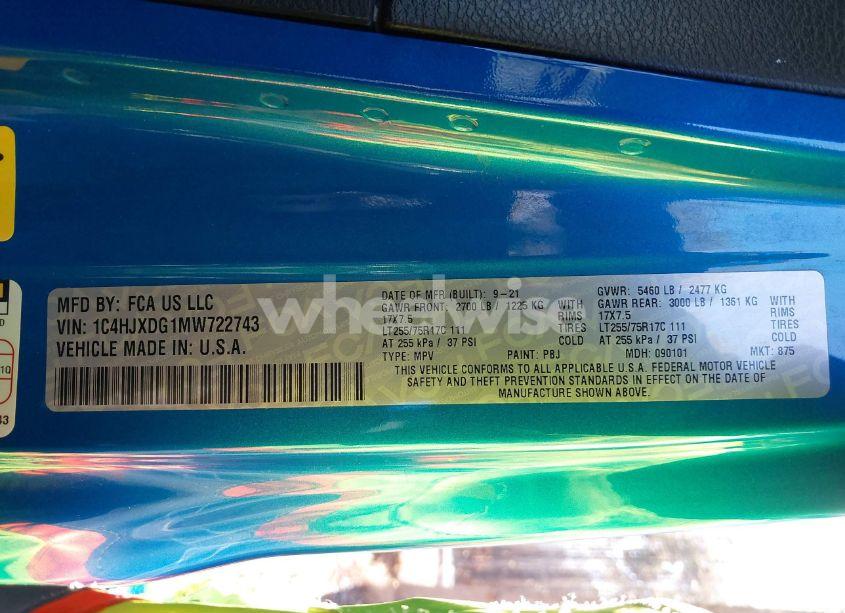 MFD BY: FCA US LLC
VIN: 1C4HJXDG1MW722743
VEHICLE MADE IN: U.S.A.
DATE OF MFR (BUILT): 9-21
GAWR FRONT: 2700 LB / 1225 KG WITH
17X7.5 RIMS
LT255/75R17C 111 TIRES
AT 255 kPa / 37 PSI COLD
TYPE: MPV PAINT: PBJ
GVWR: 5460 LB / 2477 KG
GAWR REAR: 3000 LB / 1361 KG WITH
17X7.5 RIMS
LT255/75R17C 111 TIRES
AT 255 kPa / 37 PSI COLD
MDH: 090101 MKT: 875
THIS VEHICLE CONFORMS TO ALL APPLICABLE U.S.A. FEDERAL MOTOR VEHICLE
SAFETY AND THEFT PREVENTION STANDARDS IN EFFECT ON THE DATE OF
MANUFACTURE SHOWN ABOVE.
wheelwise